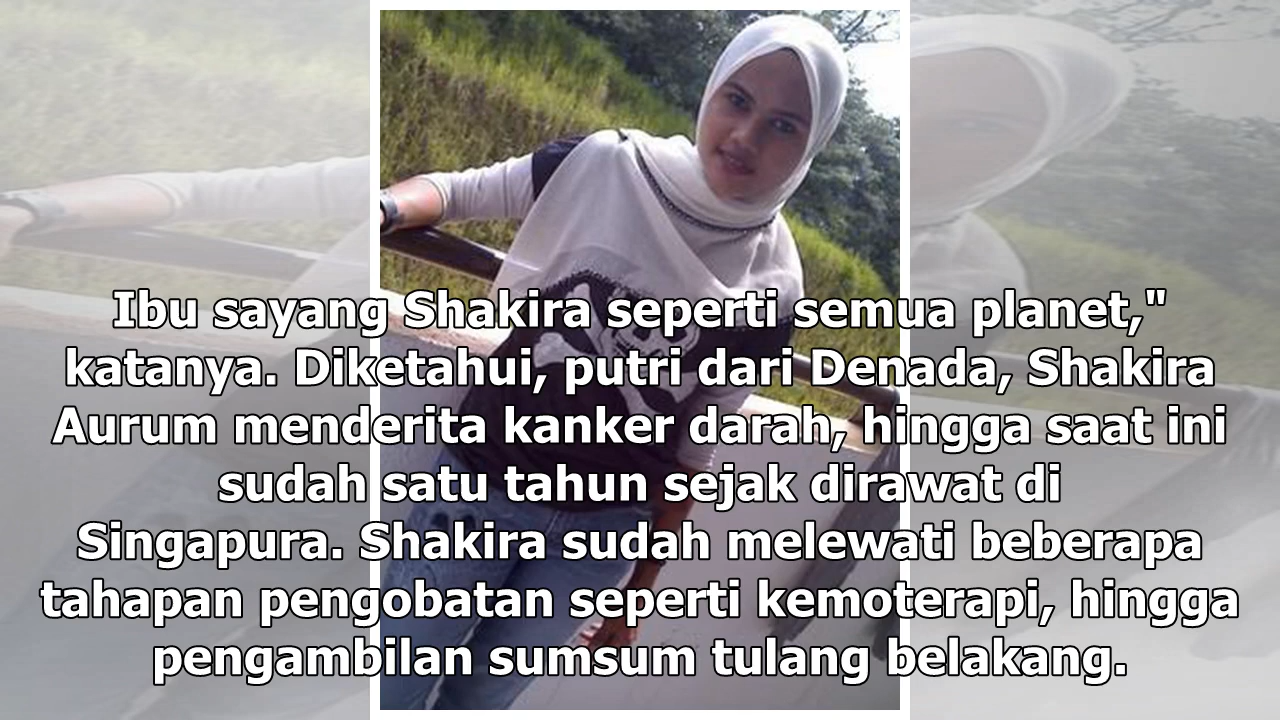 Ibu sayang Shakira seperti semua planet,"
katanya. Diketahui, putri dari Denada, Shakira
Aurum menderita kanker darah, hingga saat ini
sudah satu tahun sejak dirawat di
Singapura. Shakira sudah melewati beberapa
tahapan pengobatan seperti kemoterapi, hingga
pengambilan sumsum tulang belakang.